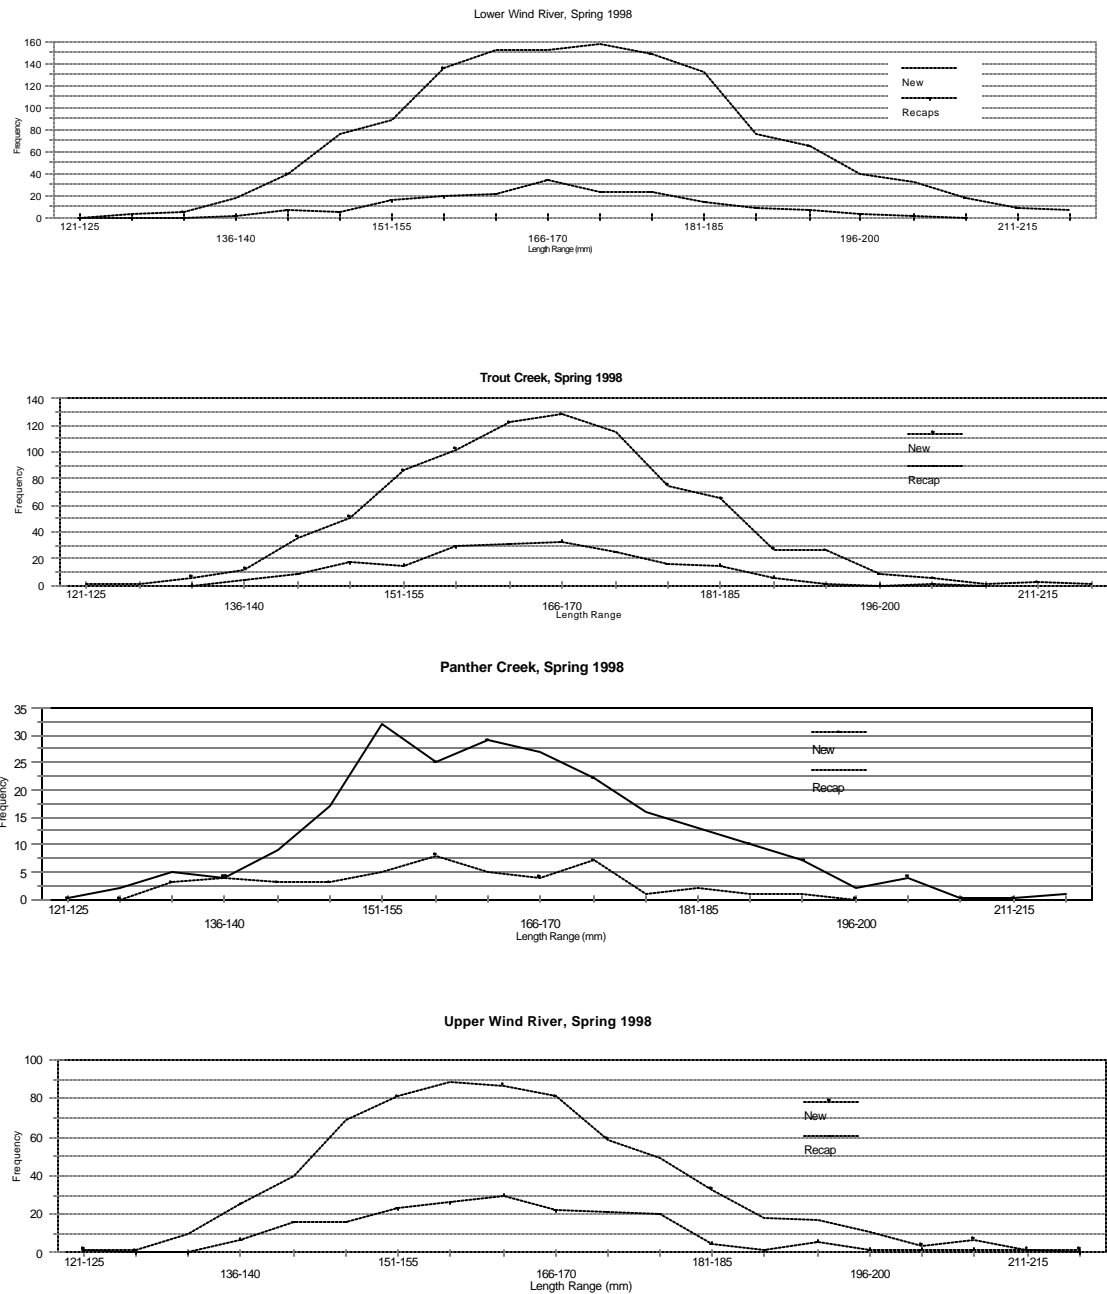 Lower Wind River, Spring 1998
160
140
120
100
80
60
40
20
0
Frequency
New
Recaps
121-125 151-155 181-185 211-215
136-140 166-170 196-200
Length Range (mm)
Trout Creek, Spring 1998
140
120
100
80
60
40
20
0
Frequency
New
Recap
121-125 151-155 181-185 211-215
136-140 166-170 196-200
Length Range
Panther Creek, Spring 1998
35
30
25
20
15
10
5
0
Frequency
New
Recap
121-125 151-155 181-185 211-215
136-140 166-170 196-200
Length Range (mm)
Upper Wind River, Spring 1998
100
80
60
40
20
0
Frequency
New
Recap
121-125 151-155 181-185 211-215
136-140 166-170 196-200
Length Range (mm)